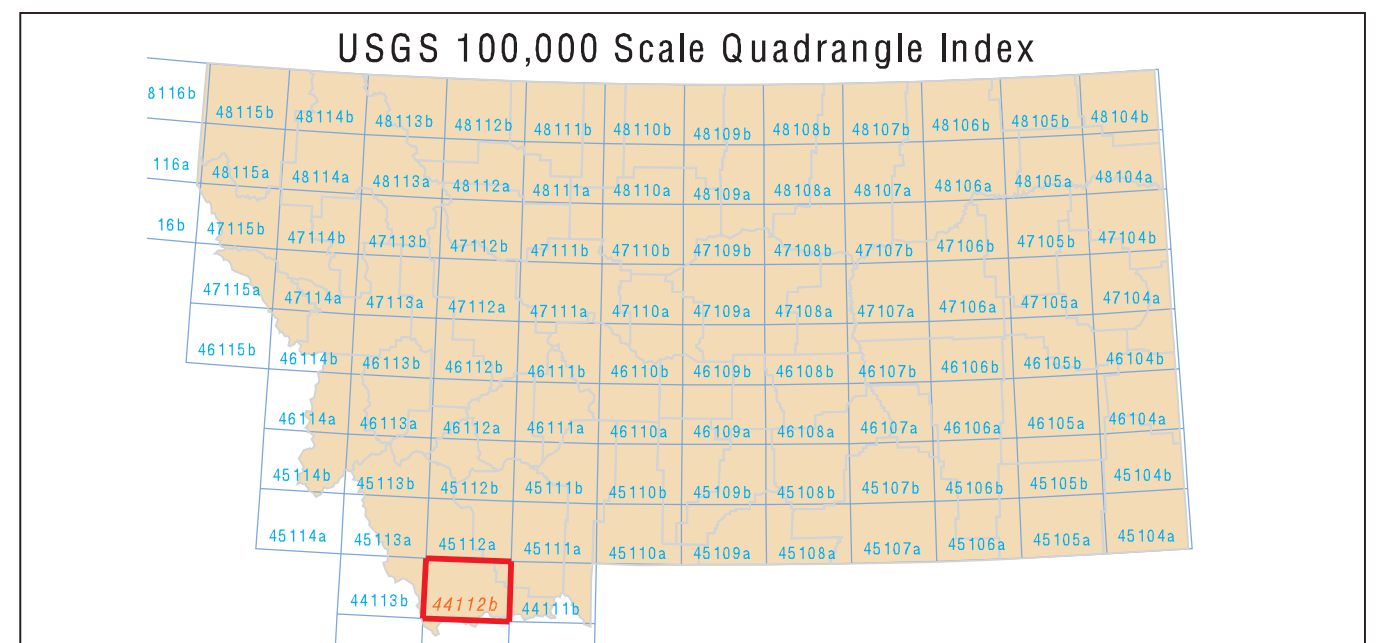 USGS 100,000 Scale Quadrangle Index
8116b 48115b 48114b 48113b 48112b 48111b 48110b 48109b 48108b 48107b 48106b 48105b 48104b
116a 48115a 48114a 48113a 48112a 48111a 48110a 48109a 48108a 48107a 48106a 48105a 48104a
16b 47115b 47114b 47113b 47112b 47111b 47110b 47109b 47108b 47107b 47106b 47105b 47104b
47115a 47114a 47113a 47112a 47111a 47110a 47109a 47108a 47107a 47106a 47105a 47104a
46115b 46114b 46113b 46112b 46111b 46110b 46109b 46108b 46107b 46106b 46105b 46104b
46114a 46113a 46112a 46111a 46110a 46109a 46108a 46107a 46106a 46105a 46104a
45114b 45113b 45112b 45111b 45110b 45109b 45108b 45107b 45106b 45105b 45104b
45114a 45113a 45112a 45111a 45110a 45109a 45108a 45107a 45106a 45105a 45104a
44113b 44112b 44111b